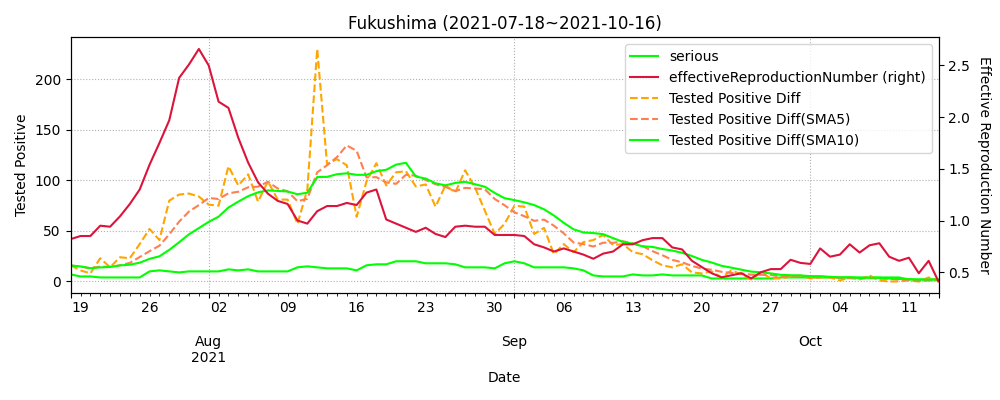 Fukushima (2021-07-18~2021-10-16)
serious
effectiveReproductionNumber (right)
Tested Positive Diff
Tested Positive Diff(SMA5)
Tested Positive Diff(SMA10)
Tested Positive
200
150
100
50
0
2.5
2.0
1.5
1.0
0.5
Effective Reproduction Number
19 26 02 09 16 23 30 06 13 20 27 04 11
Aug Sep Oct
2021
Date